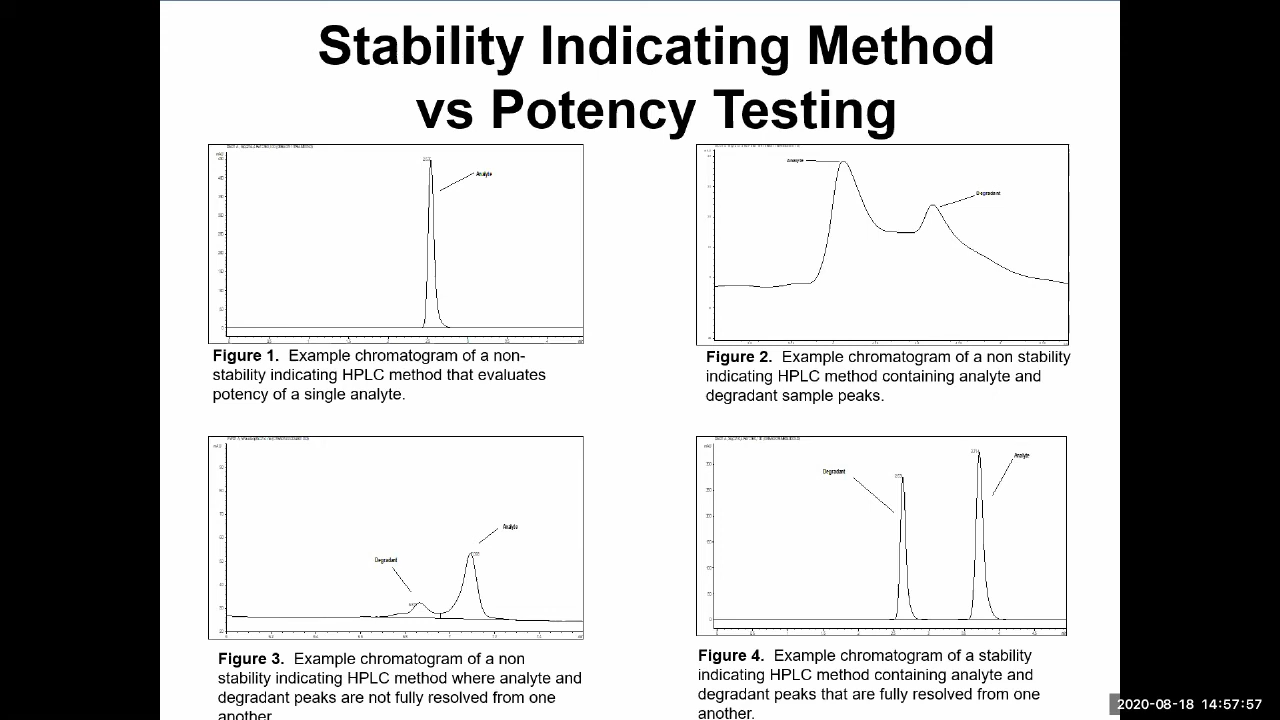 Stability Indicating Method
vs Potency Testing
Analyte
Figure 1. Example chromatogram of a non-
stability indicating HPLC method that evaluates
potency of a single analyte.
Analyte
Degradant
Figure 2. Example chromatogram of a non stability
indicating HPLC method containing analyte and
degradant sample peaks.
Degradant
Analyte
Figure 3. Example chromatogram of a non
stability indicating HPLC method where analyte and
degradant peaks are not fully resolved from one
another.
Degradant
Analyte
Figure 4. Example chromatogram of a stability
indicating HPLC method containing analyte and
degradant peaks that are fully resolved from one
another.
2020-08-18 14:57:57